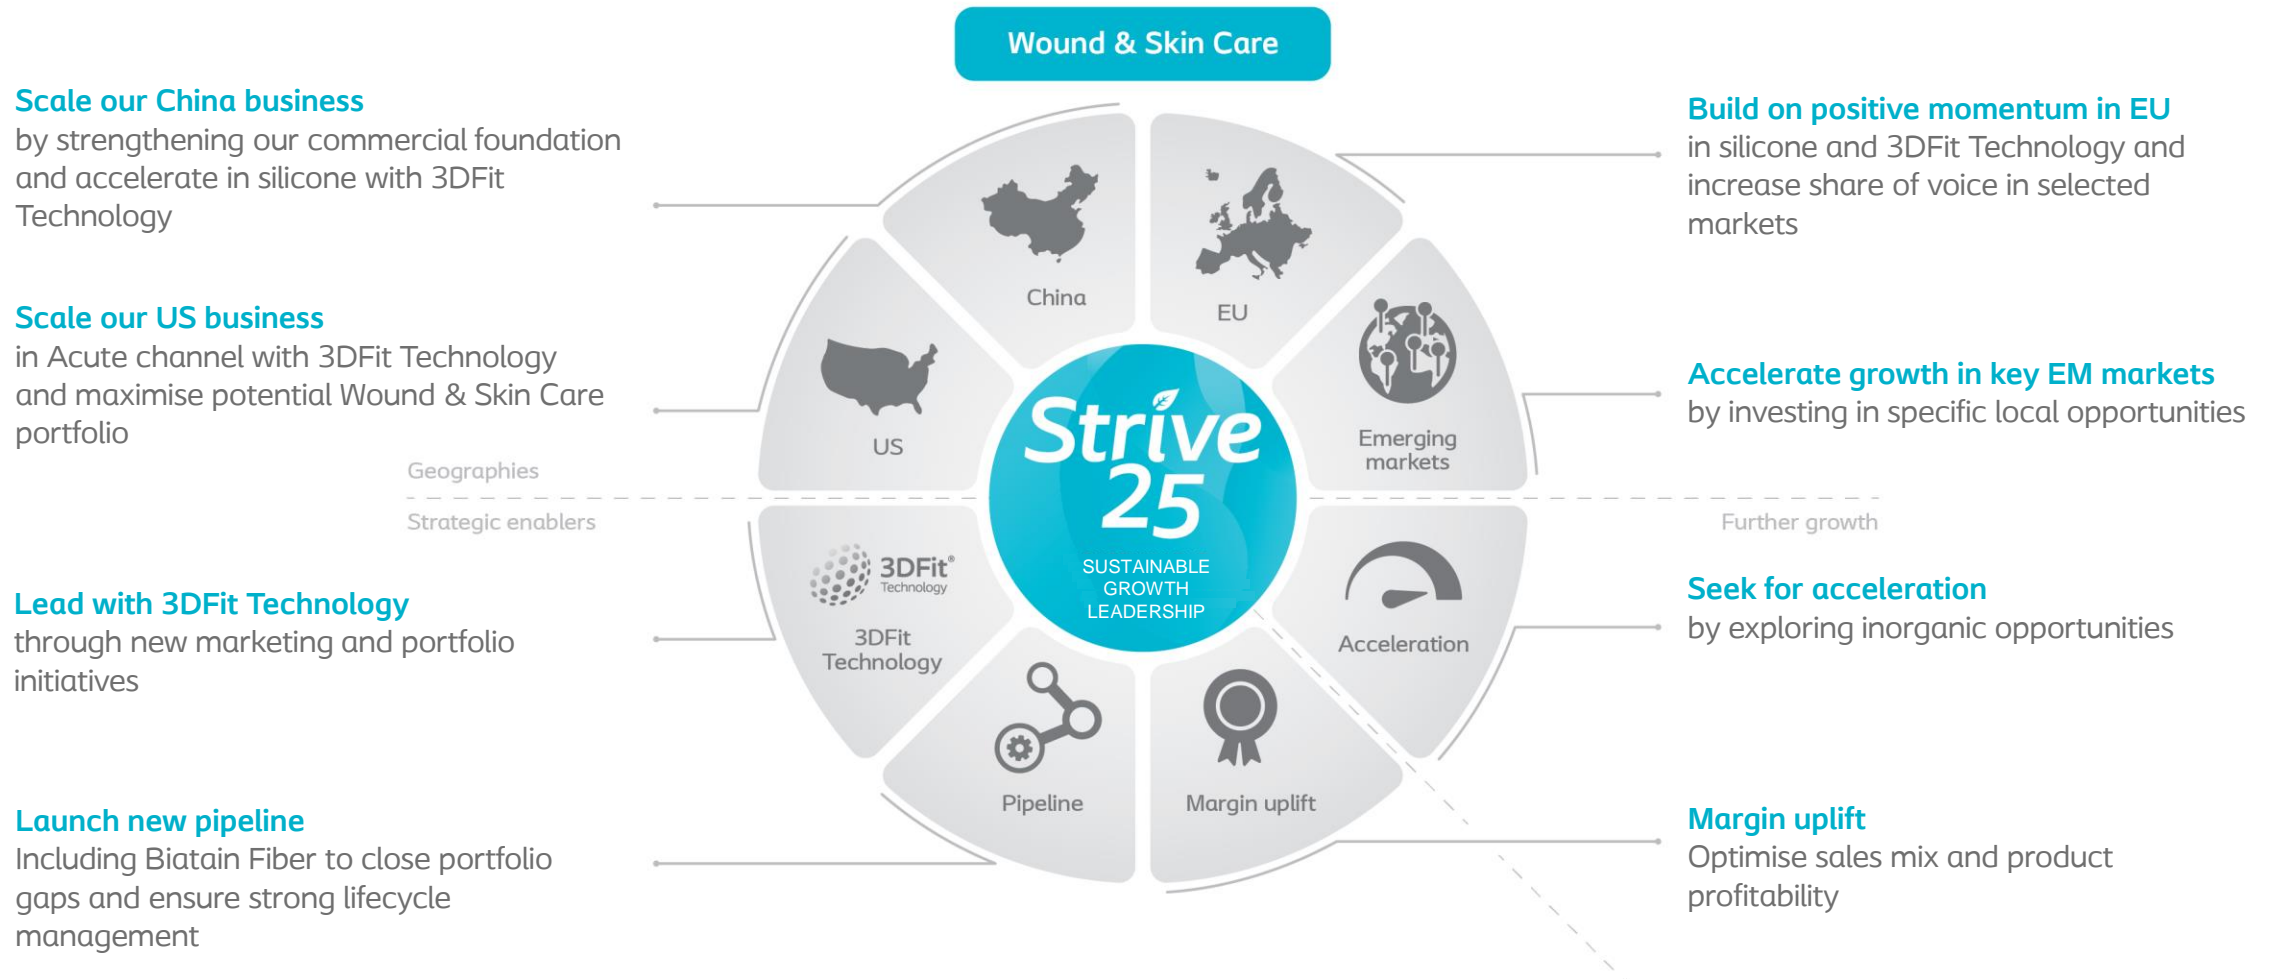 Wound & Skin Care
Scale our China business
by strengthening our commercial foundation
and accelerate in silicone with 3DFit
Technology
Scale our US business
in Acute channel with 3DFit Technology
and maximise potential Wound & Skin Care
portfolio
Geographies
Strategic enablers
Lead with 3DFit Technology
through new marketing and portfolio
initiatives
Launch new pipeline
Including Biatain Fiber to close portfolio
gaps and ensure strong lifecycle
management
China
EU
US
Emerging
markets
Strive
25
SUSTAINABLE
GROWTH
LEADERSHIP
3DFit®
Technology
3DFit
Technology
Acceleration
Pipeline
Margin uplift
Build on positive momentum in EU
in silicone and 3DFit Technology and
increase share of voice in selected
markets
Accelerate growth in key EM markets
by investing in specific local opportunities
Further growth
Seek for acceleration
by exploring inorganic opportunities
Margin uplift
Optimise sales mix and product
profitability